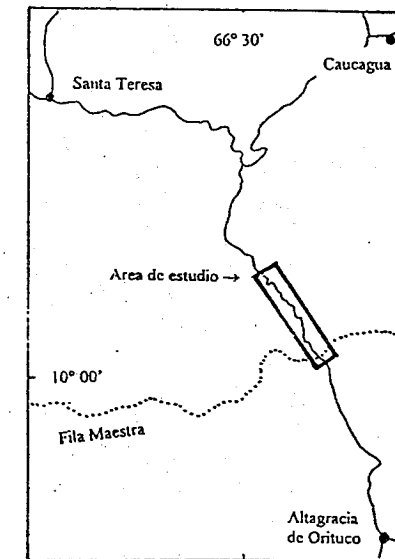 66° 30'
Caucagua
Santa Teresa
Area de estudio →
10° 00'
Fila Maestra
Altagracia
de Orituco